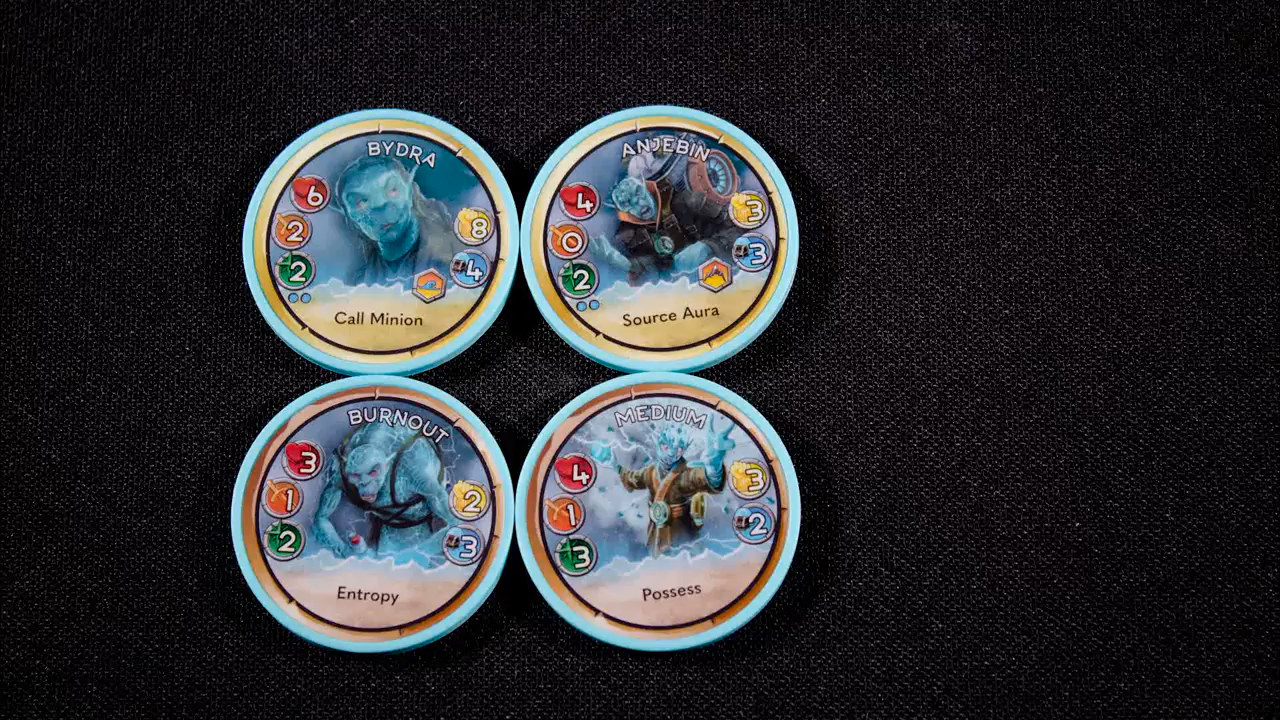 BYDRA
6
2
8
2
4
Call Minion
ANJEBIN
4
3
0
3
2
Source Aura
BURNOUT
3
1
2
2
3
Entropy
MEDIUM
4
3
1
2
3
Possess